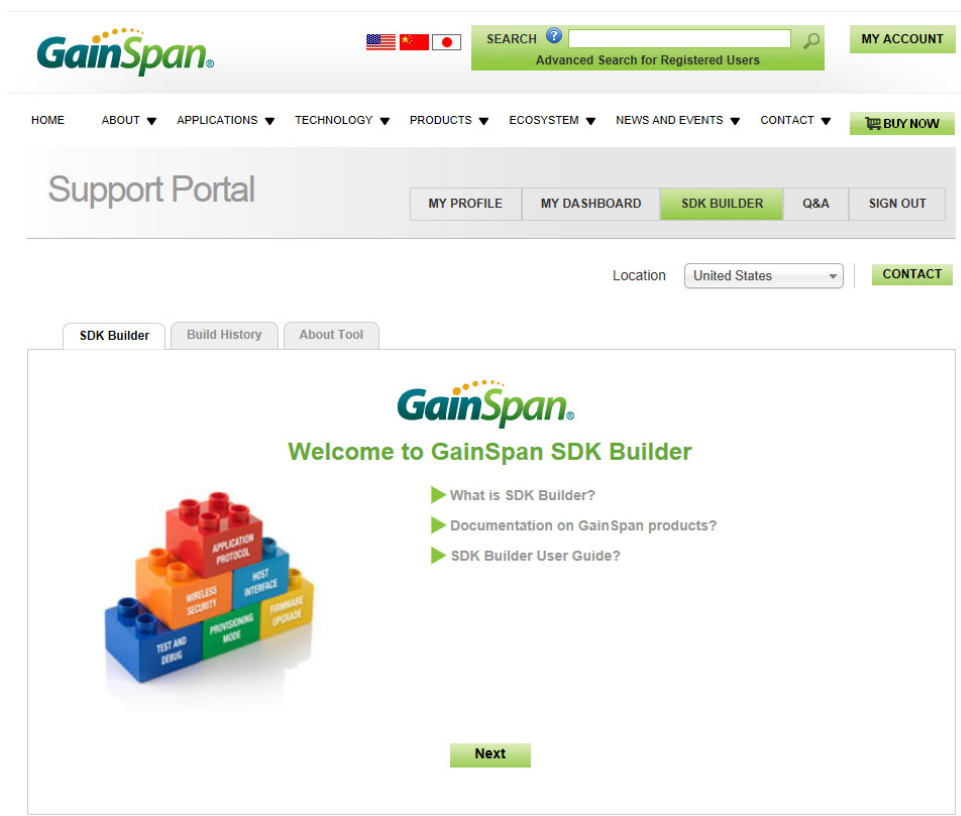 GainSpan®
SEARCH ?
Advanced Search for Registered Users
MY ACCOUNT
HOME ABOUT ▼ APPLICATIONS ▼ TECHNOLOGY ▼ PRODUCTS ▼ ECOSYSTEM ▼ NEWS AND EVENTS ▼ CONTACT ▼ BUY NOW
Support Portal
MY PROFILE MY DASHBOARD SDK BUILDER Q&A SIGN OUT
Location United States CONTACT
SDK Builder Build History About Tool
GainSpan®
Welcome to GainSpan SDK Builder
What is SDK Builder?
Documentation on GainSpan products?
SDK Builder User Guide?
APPLICATION
PROTOCOL
WIRELESS
SECURITY
HOST
INTERFACE
TEST AND
DEBUG
PROVISIONING
MODE
FIRMWARE
UPGRADE
Next